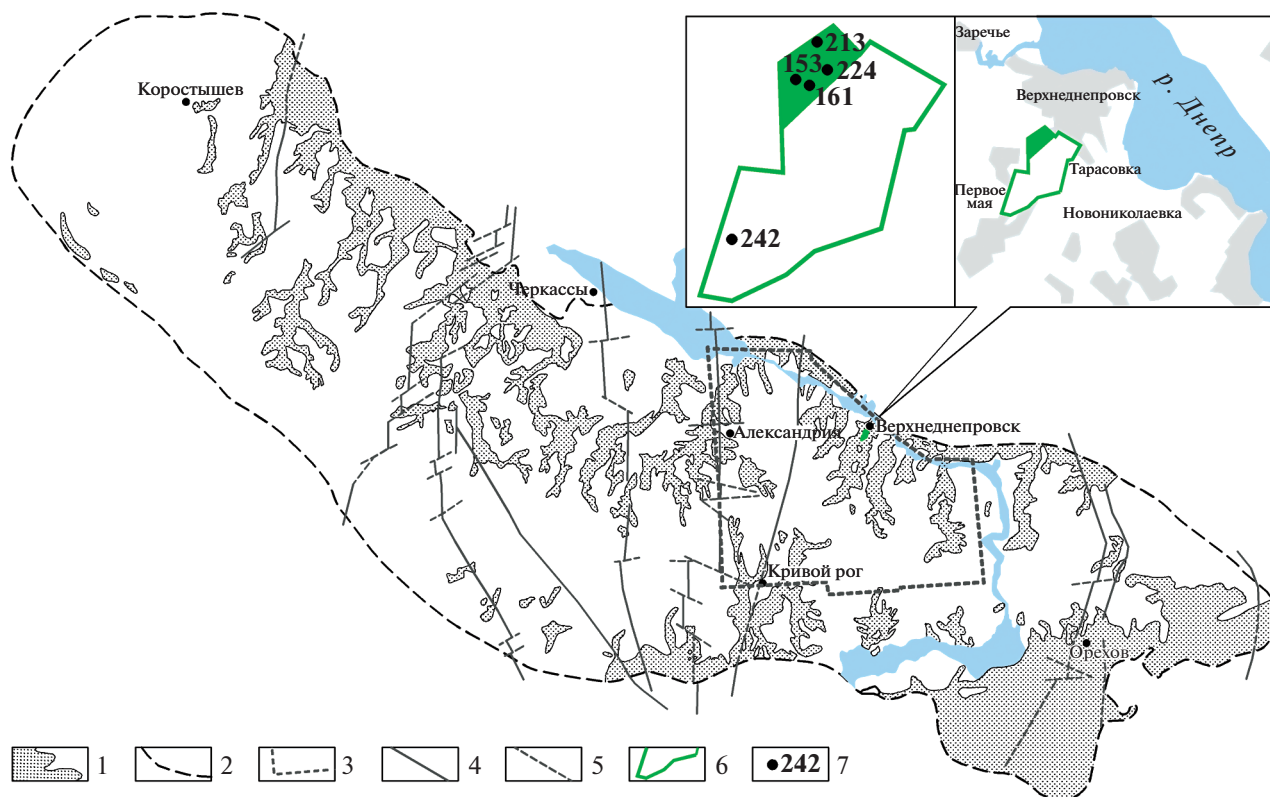 213
153
224
161
242
Заречье
Верхнеднепровск
р. Днепр
Тарасовка
Первое
мая
Новониколаевка
Коростышев
Черкассы
Александрия
Верхнеднепровск
Кривой рог
Орехов
1
2
3
4
5
6
242
7